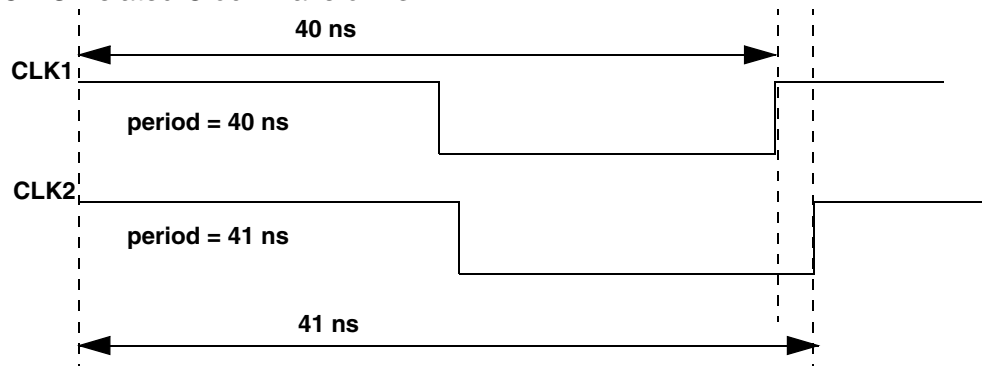 40 ns
CLK1
period = 40 ns
CLK2
period = 41 ns
41 ns